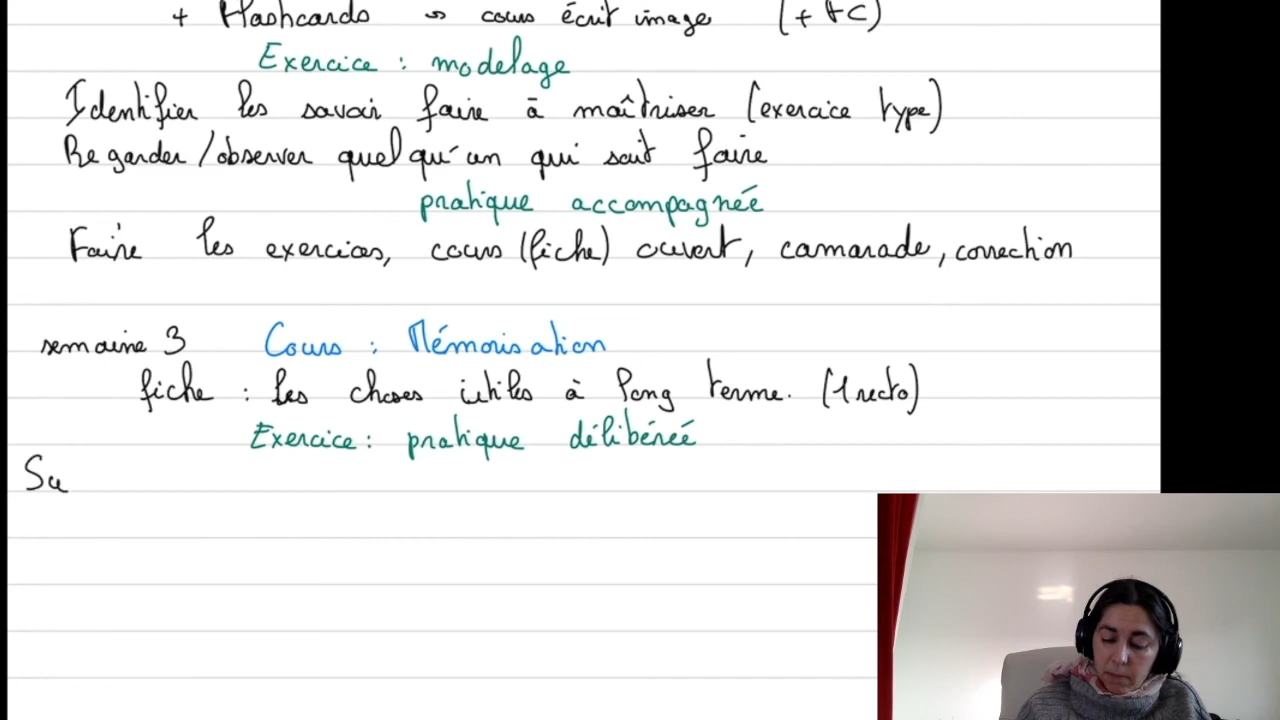 + Flashcards ⇝ cours écrit image (+ tc)
Exercice : modelage
Identifier les savoir faire à maîtriser (exercice type)
Regarder/observer quelqu'un qui sait faire
pratique accompagnée
Faire les exercices, cours (fiche) ouvert, camarade, correction
semaine 3 Cours : Mémorisation
fiche : les choses utiles à long terme. (1 recto)
Exercice : pratique délibérée
Su